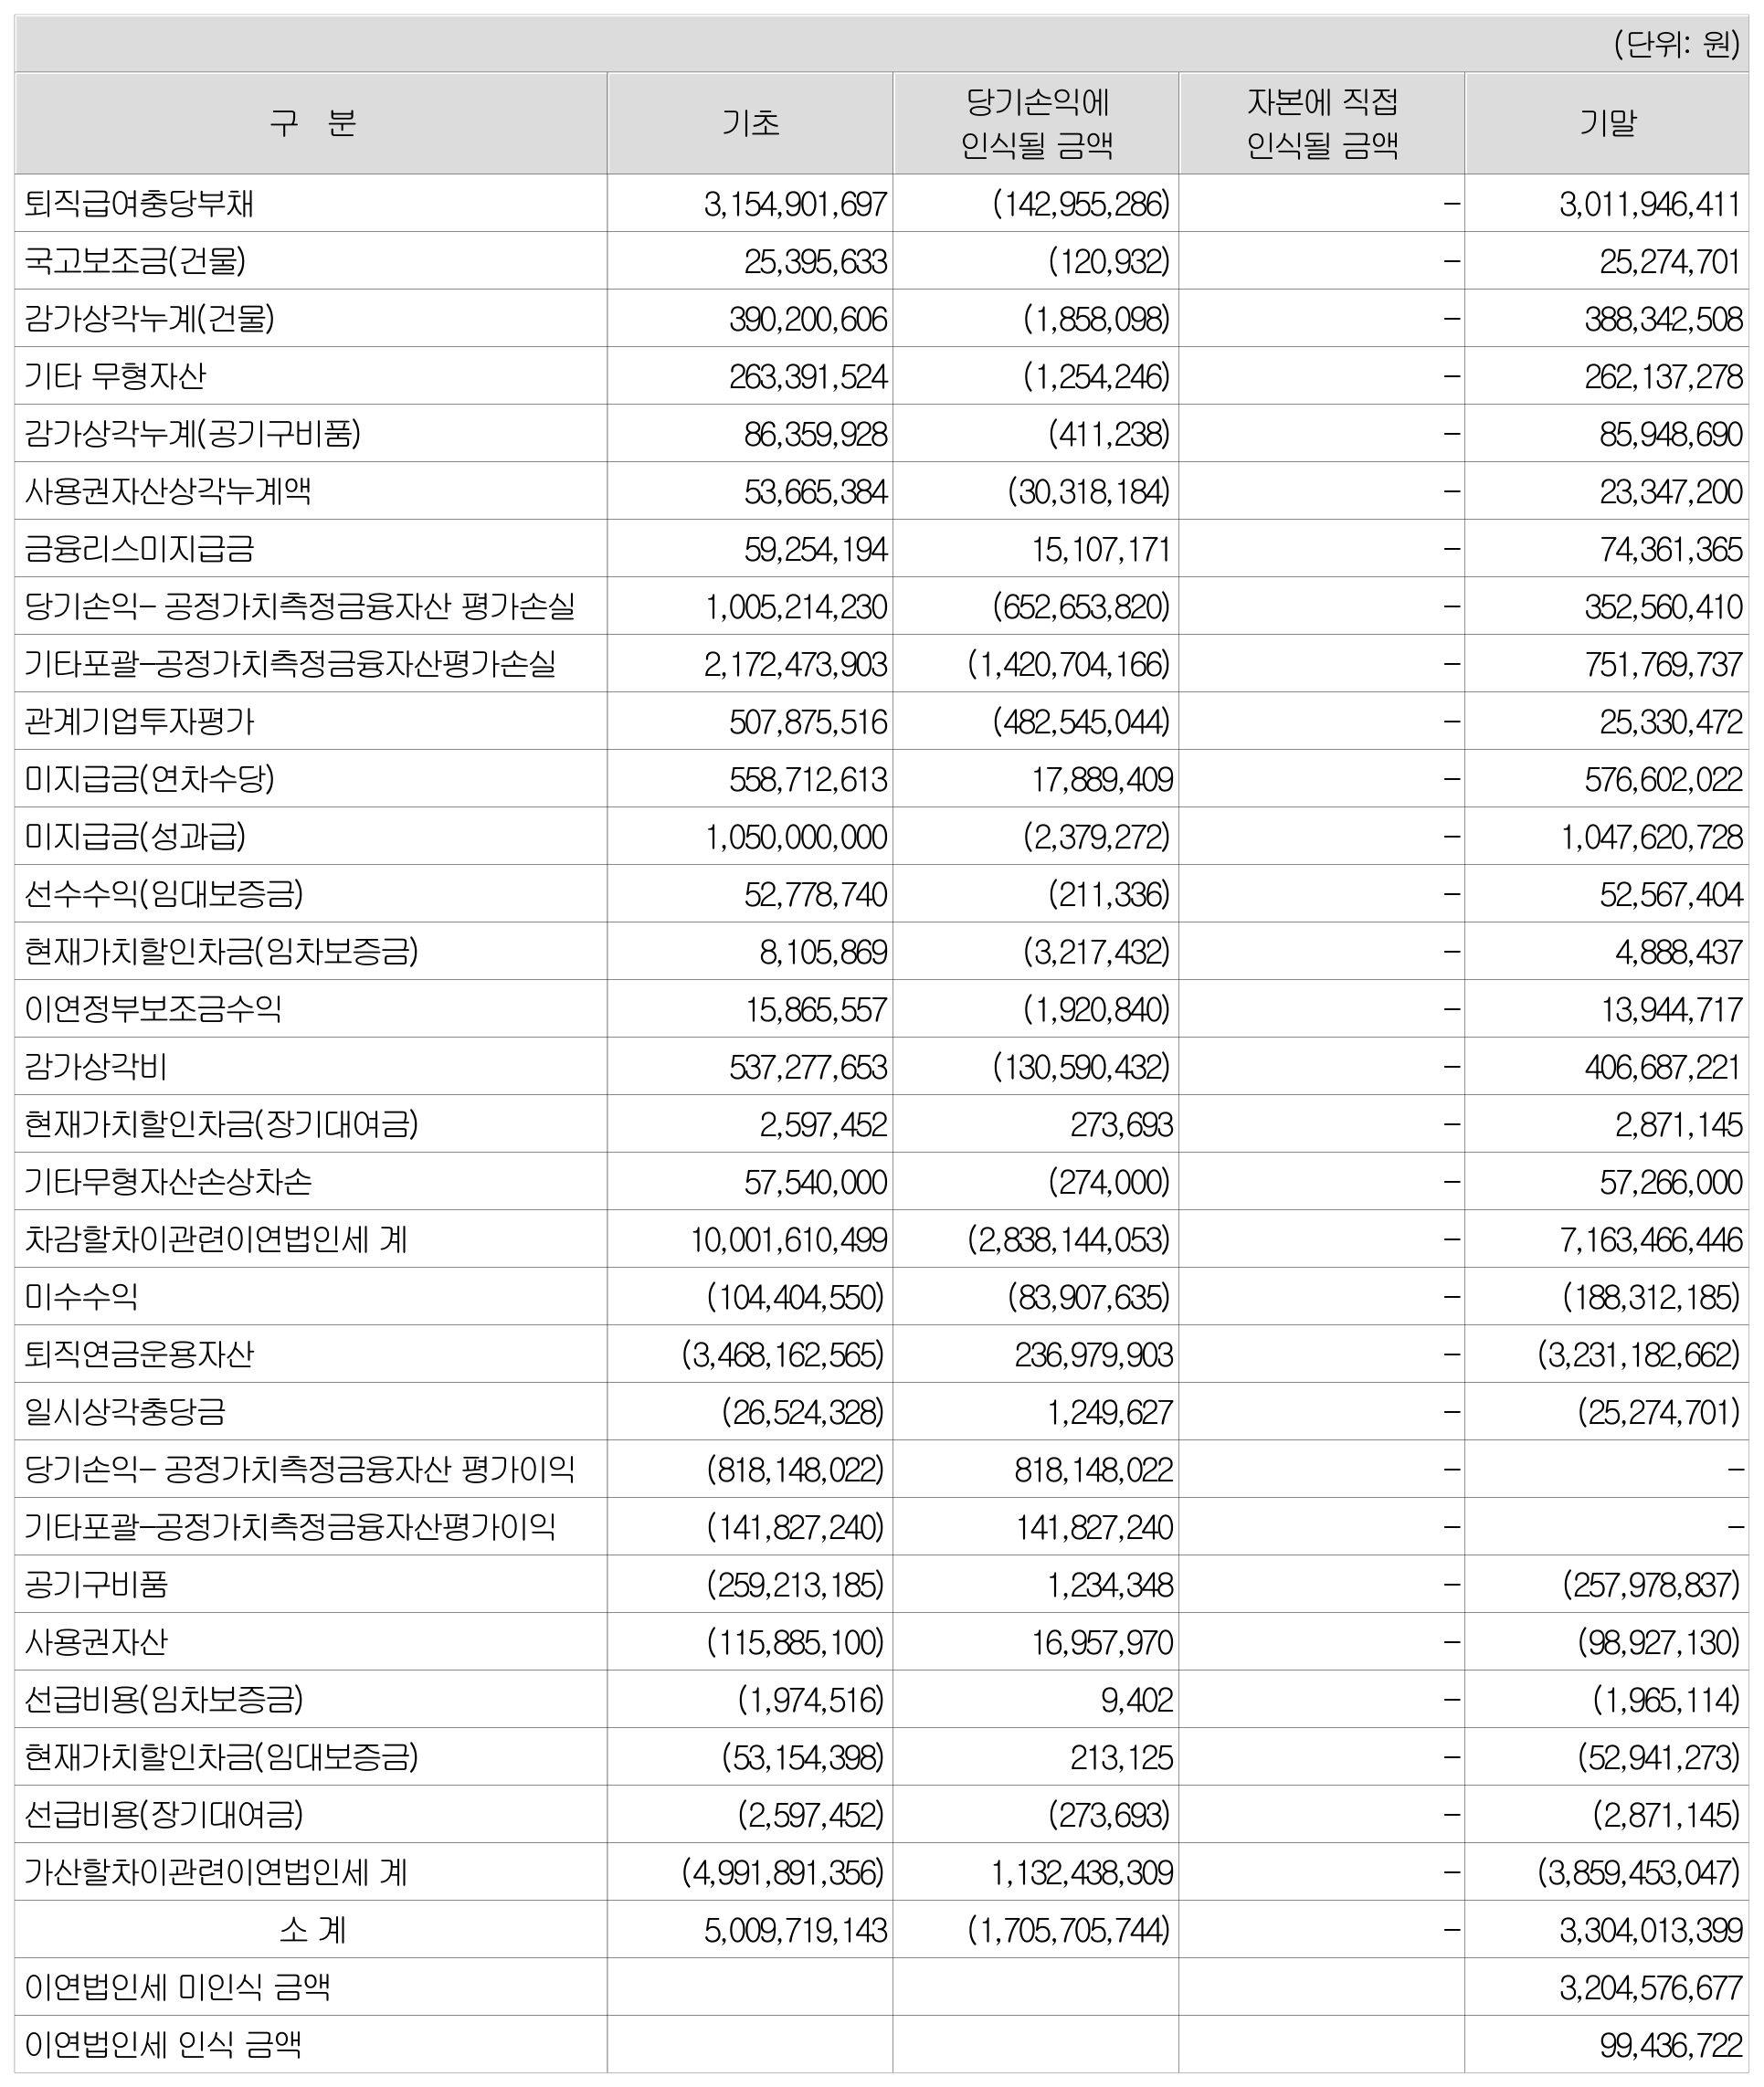 (단위: 원)
구 분 기초 당기손익에 인식될 금액 자본에 직접 인식될 금액 기말
퇴직급여충당부채 3,154,901,697 (142,955,286) – 3,011,946,411
국고보조금(건물) 25,395,633 (120,932) – 25,274,701
감가상각누계(건물) 390,200,606 (1,858,098) – 388,342,508
기타 무형자산 263,391,524 (1,254,246) – 262,137,278
감가상각누계(공기구비품) 86,359,928 (411,238) – 85,948,690
사용권자산상각누계액 53,665,384 (30,318,184) – 23,347,200
금융리스미지급금 59,254,194 15,107,171 – 74,361,365
당기손익– 공정가치측정금융자산 평가손실 1,005,214,230 (652,653,820) – 352,560,410
기타포괄–공정가치측정금융자산평가손실 2,172,473,903 (1,420,704,166) – 751,769,737
관계기업투자평가 507,875,516 (482,545,044) – 25,330,472
미지급금(연차수당) 558,712,613 17,889,409 – 576,602,022
미지급금(성과급) 1,050,000,000 (2,379,272) – 1,047,620,728
선수수익(임대보증금) 52,778,740 (211,336) – 52,567,404
현재가치할인차금(임차보증금) 8,105,869 (3,217,432) – 4,888,437
이연정부보조금수익 15,865,557 (1,920,840) – 13,944,717
감가상각비 537,277,653 (130,590,432) – 406,687,221
현재가치할인차금(장기대여금) 2,597,452 273,693 – 2,871,145
기타무형자산손상차손 57,540,000 (274,000) – 57,266,000
차감할차이관련이연법인세 계 10,001,610,499 (2,838,144,053) – 7,163,466,446
미수수익 (104,404,550) (83,907,635) – (188,312,185)
퇴직연금운용자산 (3,468,162,565) 236,979,903 – (3,231,182,662)
일시상각충당금 (26,524,328) 1,249,627 – (25,274,701)
당기손익– 공정가치측정금융자산 평가이익 (818,148,022) 818,148,022 – –
기타포괄–공정가치측정금융자산평가이익 (141,827,240) 141,827,240 – –
공기구비품 (259,213,185) 1,234,348 – (257,978,837)
사용권자산 (115,885,100) 16,957,970 – (98,927,130)
선급비용(임차보증금) (1,974,516) 9,402 – (1,965,114)
현재가치할인차금(임대보증금) (53,154,398) 213,125 – (52,941,273)
선급비용(장기대여금) (2,597,452) (273,693) – (2,871,145)
가산할차이관련이연법인세 계 (4,991,891,356) 1,132,438,309 – (3,859,453,047)
소 계 5,009,719,143 (1,705,705,744) – 3,304,013,399
이연법인세 미인식 금액 3,204,576,677
이연법인세 인식 금액 99,436,722